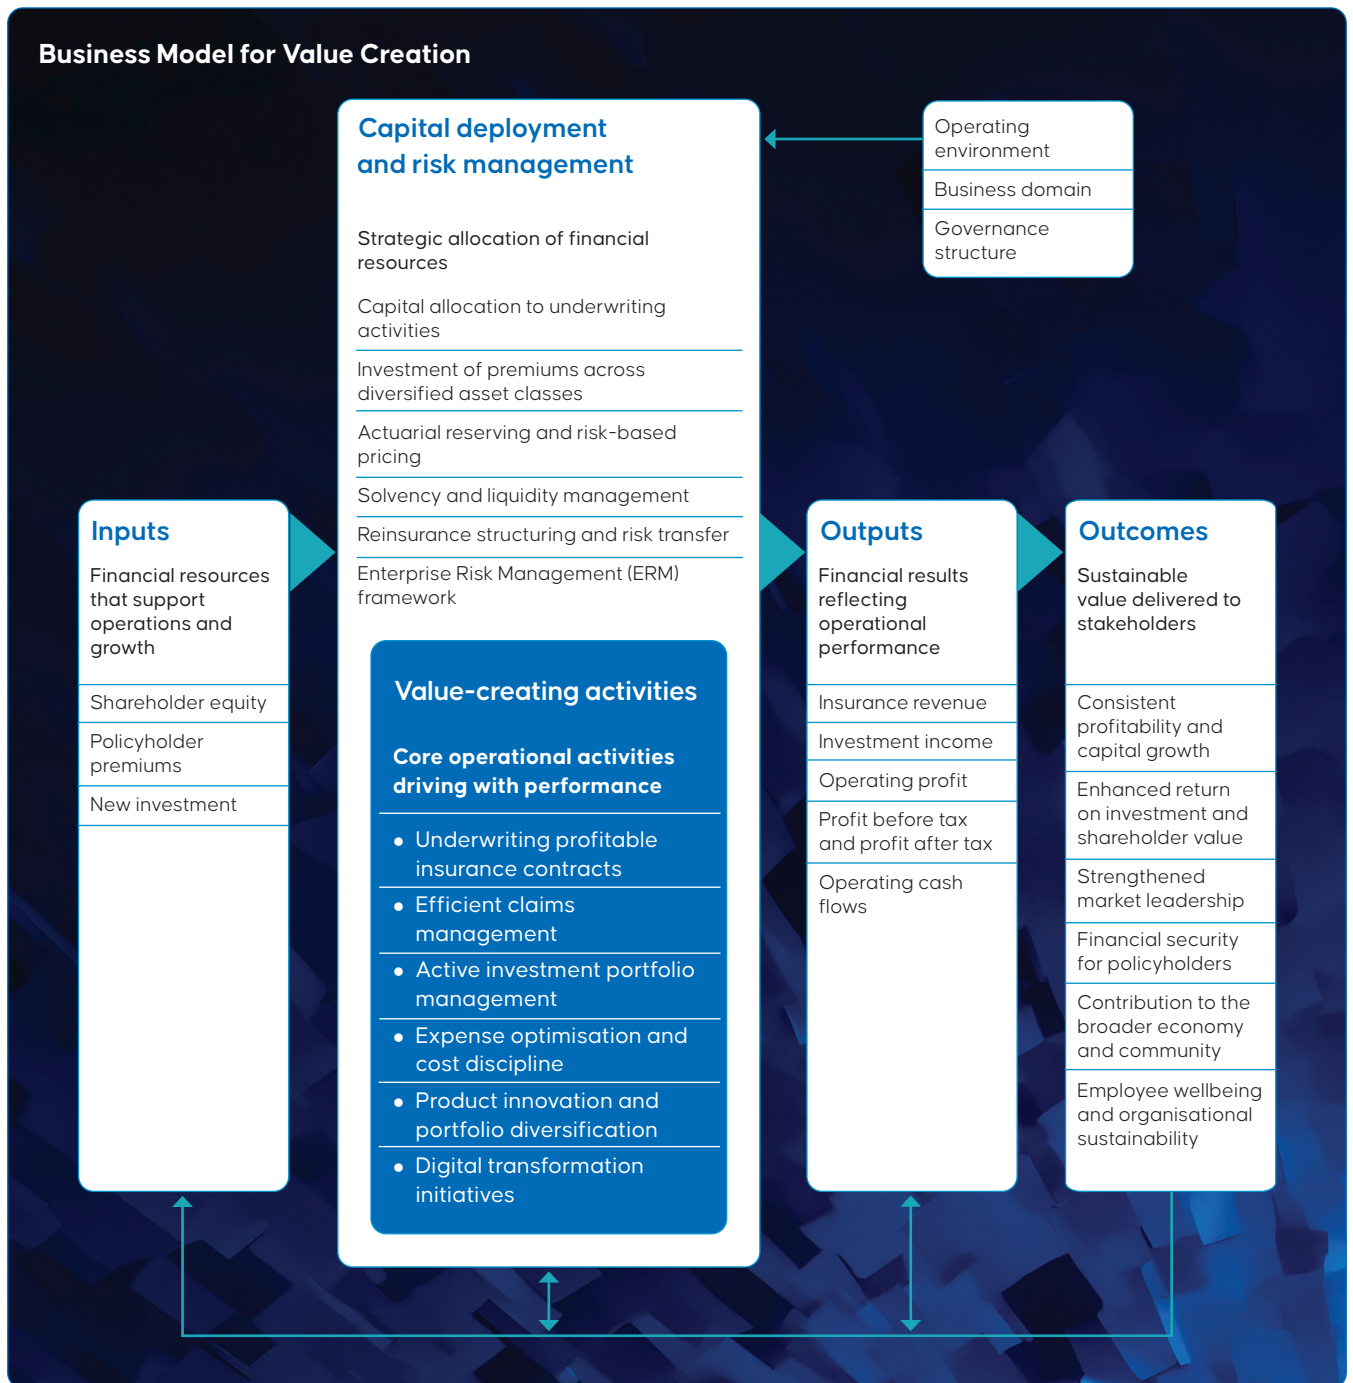 Business Model for Value Creation
Capital deployment
and risk management
Strategic allocation of financial
resources
Capital allocation to underwriting
activities
Investment of premiums across
diversified asset classes
Actuarial reserving and risk-based
pricing
Solvency and liquidity management
Reinsurance structuring and risk transfer
Enterprise Risk Management (ERM)
framework
Operating
environment
Business domain
Governance
structure
Inputs
Financial resources
that support
operations and
growth
Shareholder equity
Policyholder
premiums
New investment
Value-creating activities
Core operational activities
driving with performance
• Underwriting profitable
insurance contracts
• Efficient claims
management
• Active investment portfolio
management
• Expense optimisation and
cost discipline
• Product innovation and
portfolio diversification
• Digital transformation
initiatives
Outputs
Financial results
reflecting
operational
performance
Insurance revenue
Investment income
Operating profit
Profit before tax
and profit after tax
Operating cash
flows
Outcomes
Sustainable
value delivered to
stakeholders
Consistent
profitability and
capital growth
Enhanced return
on investment and
shareholder value
Strengthened
market leadership
Financial security
for policyholders
Contribution to the
broader economy
and community
Employee wellbeing
and organisational
sustainability